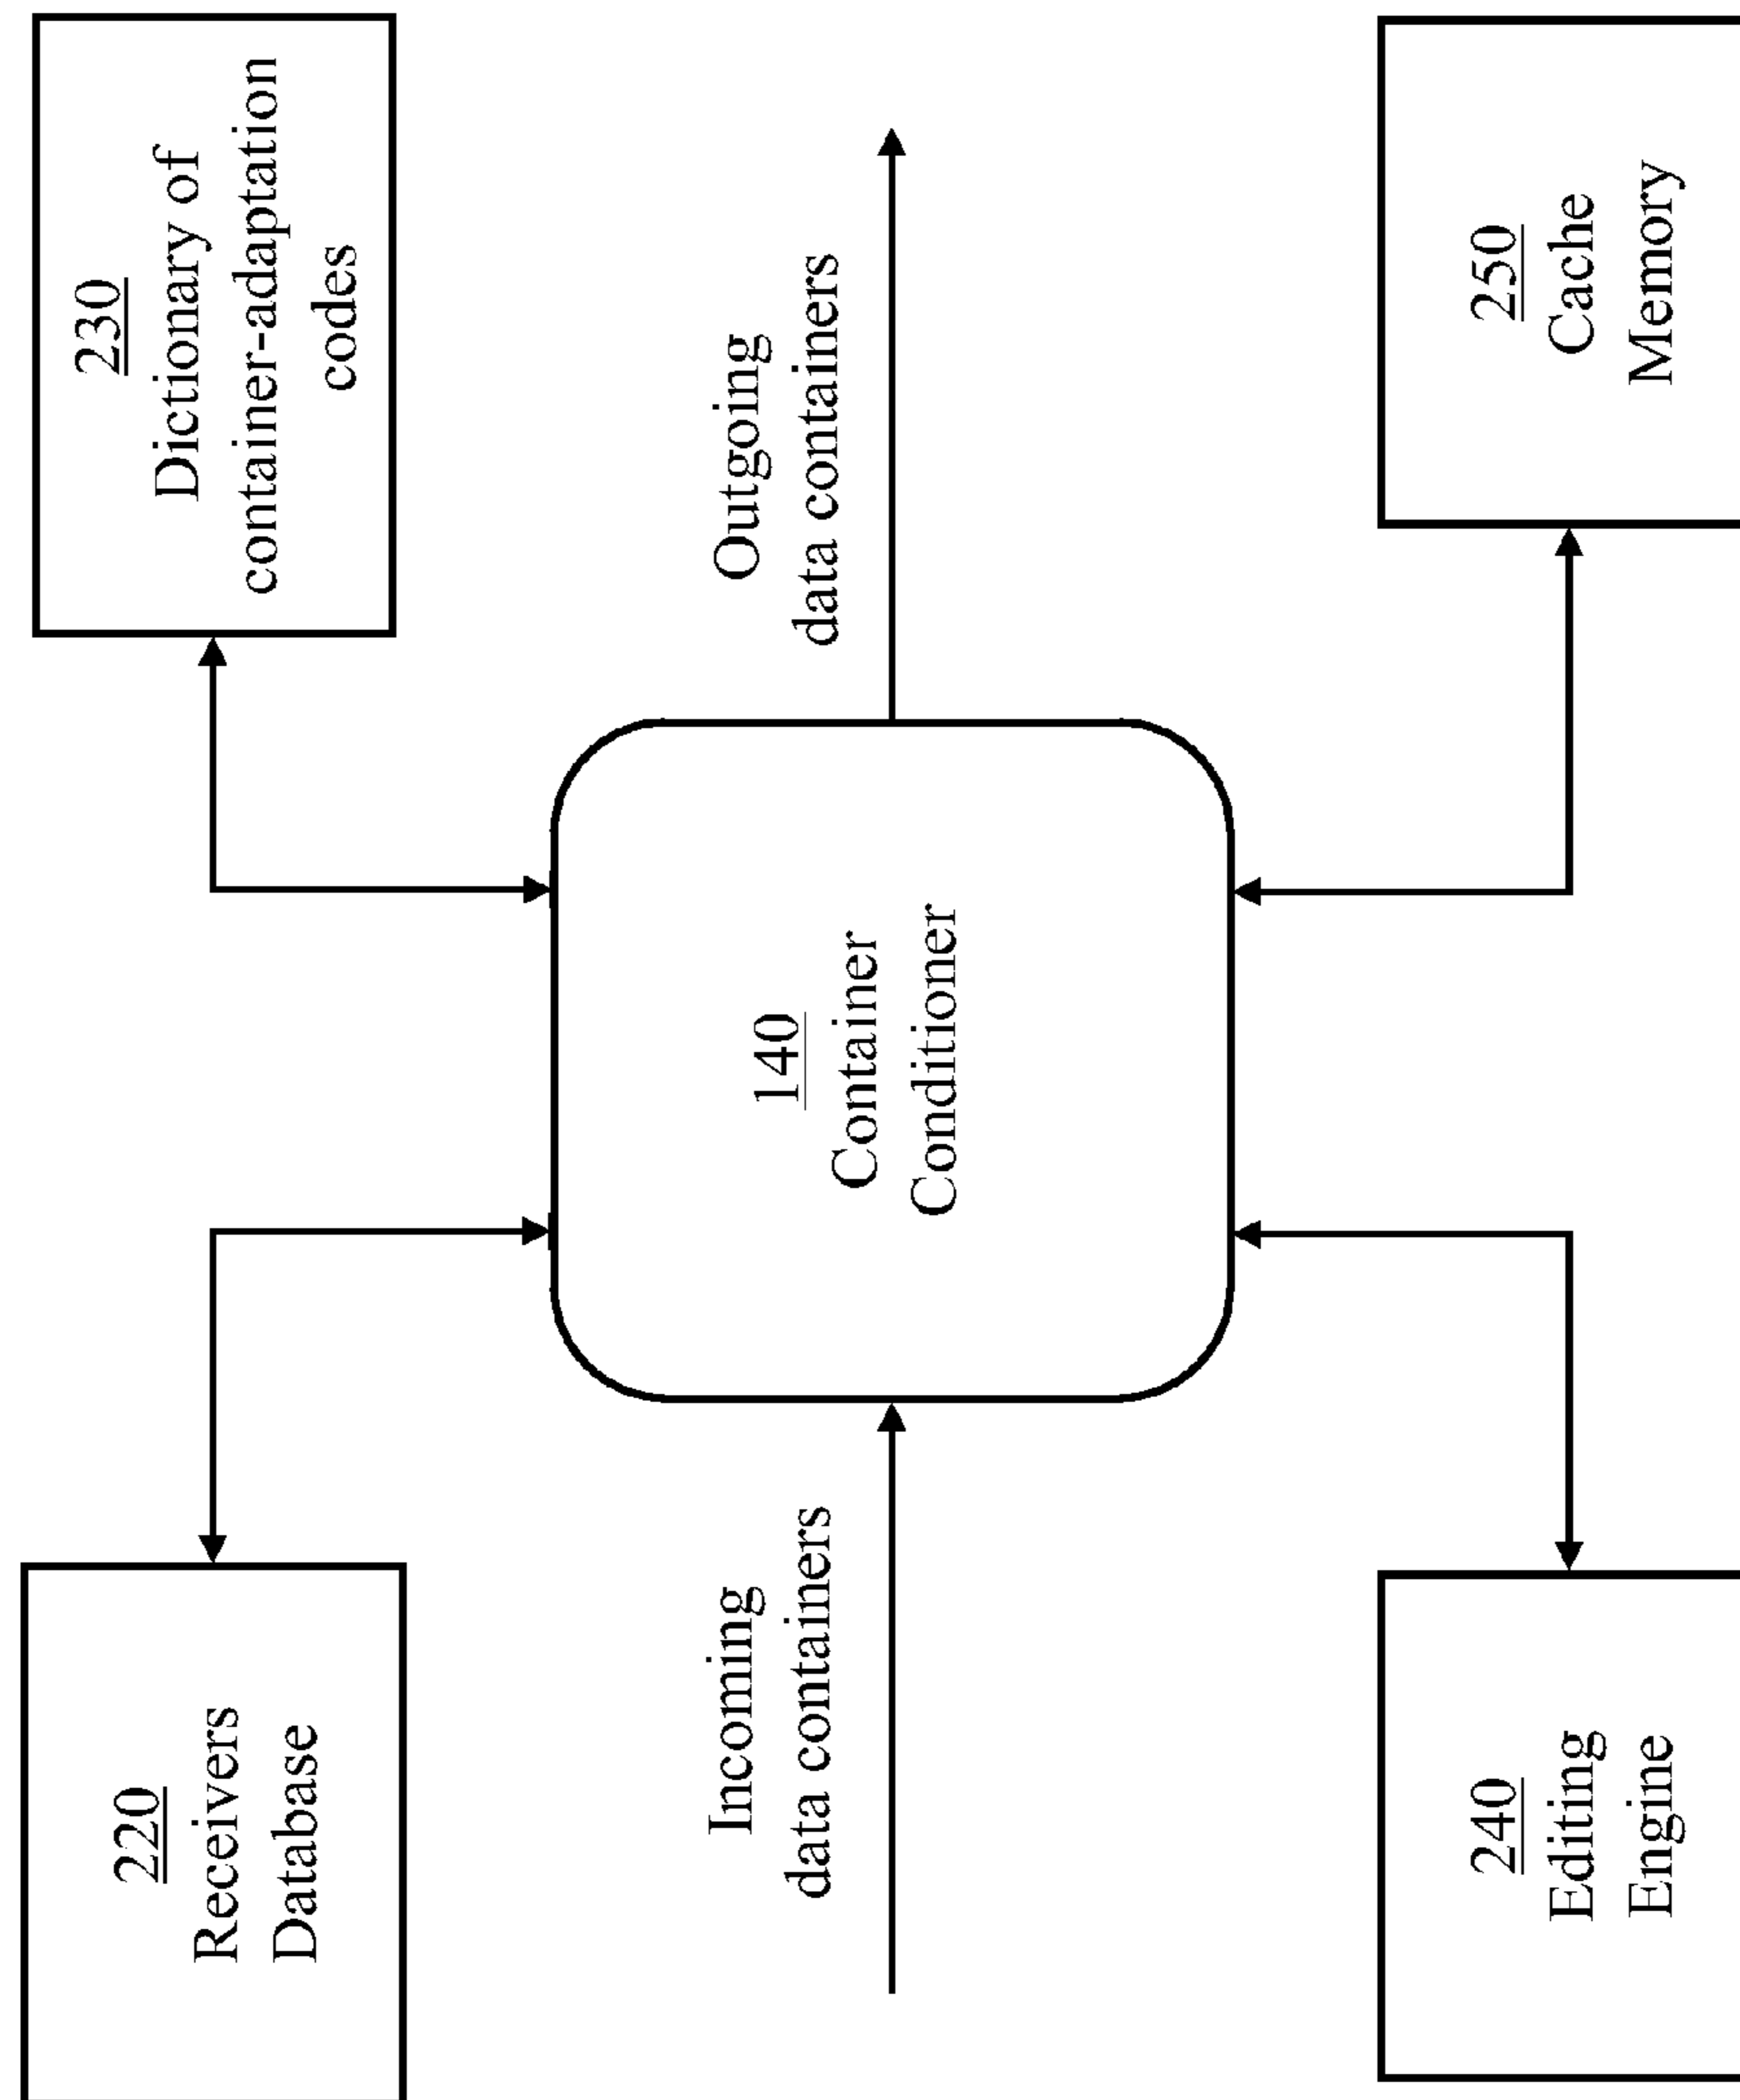 220
Receivers
Database
230
Dictionary of
container-adaptation
codes
Incoming
data containers
Outgoing
data containers
140
Container
Conditioner
240
Editing
Engine
250
Cache
Memory